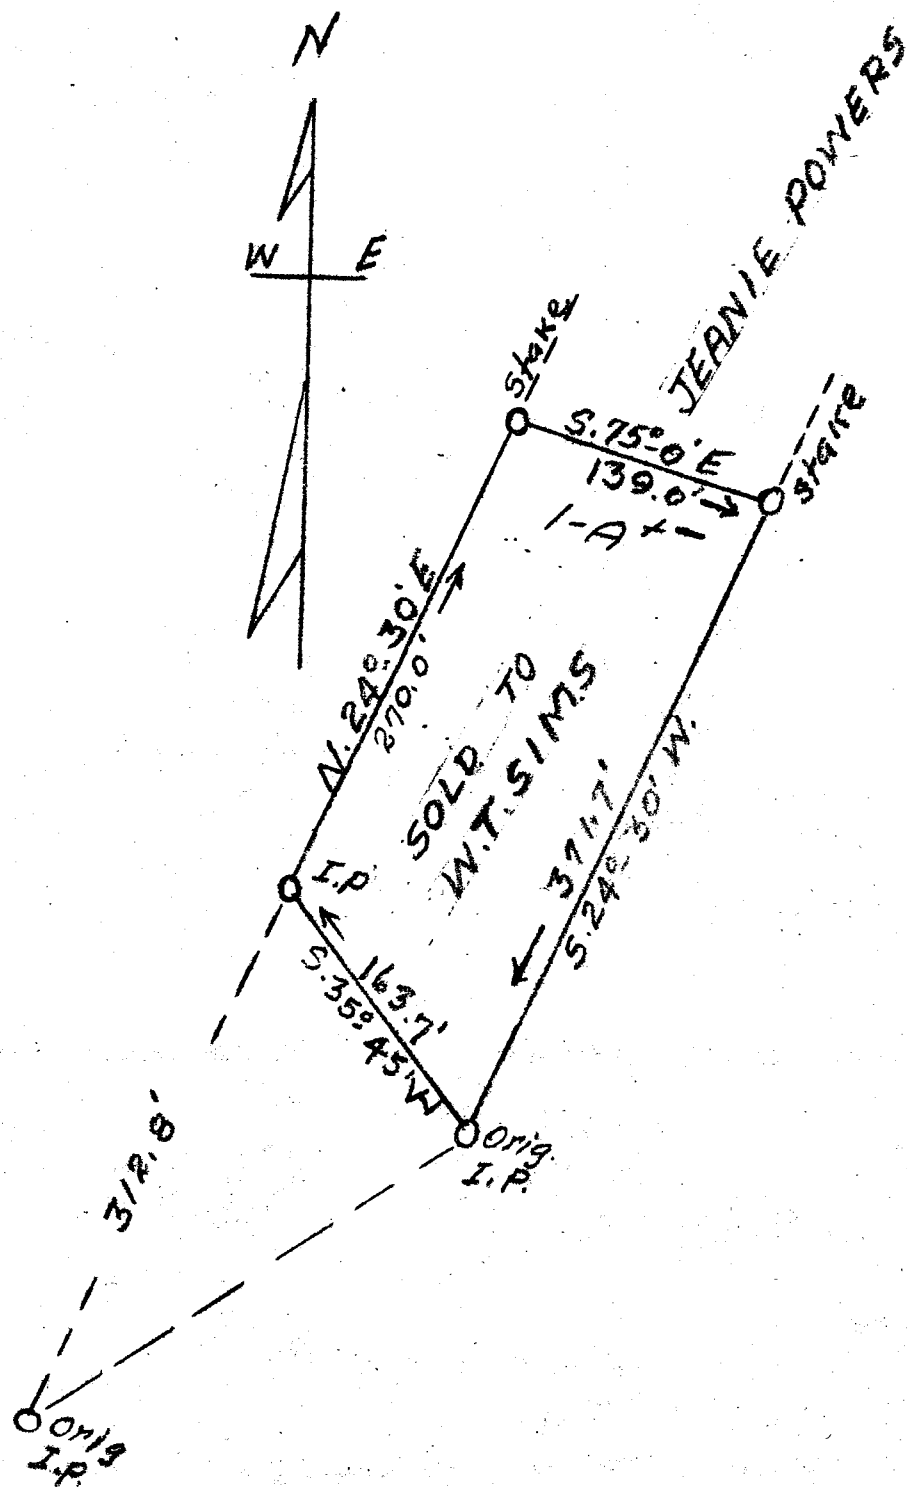 N
W E
JEANIE POWERS
Stake
stake
S. 75°-0' E
139.0'
1-A+-
N. 24°-30' E
270.0'
SOLD TO
W.T. SIMS
371.7'
S. 24°-30' W.
I.P.
163.7'
S. 35°-45' W
Orig.
I.P.
312.8'
Orig
I.P.